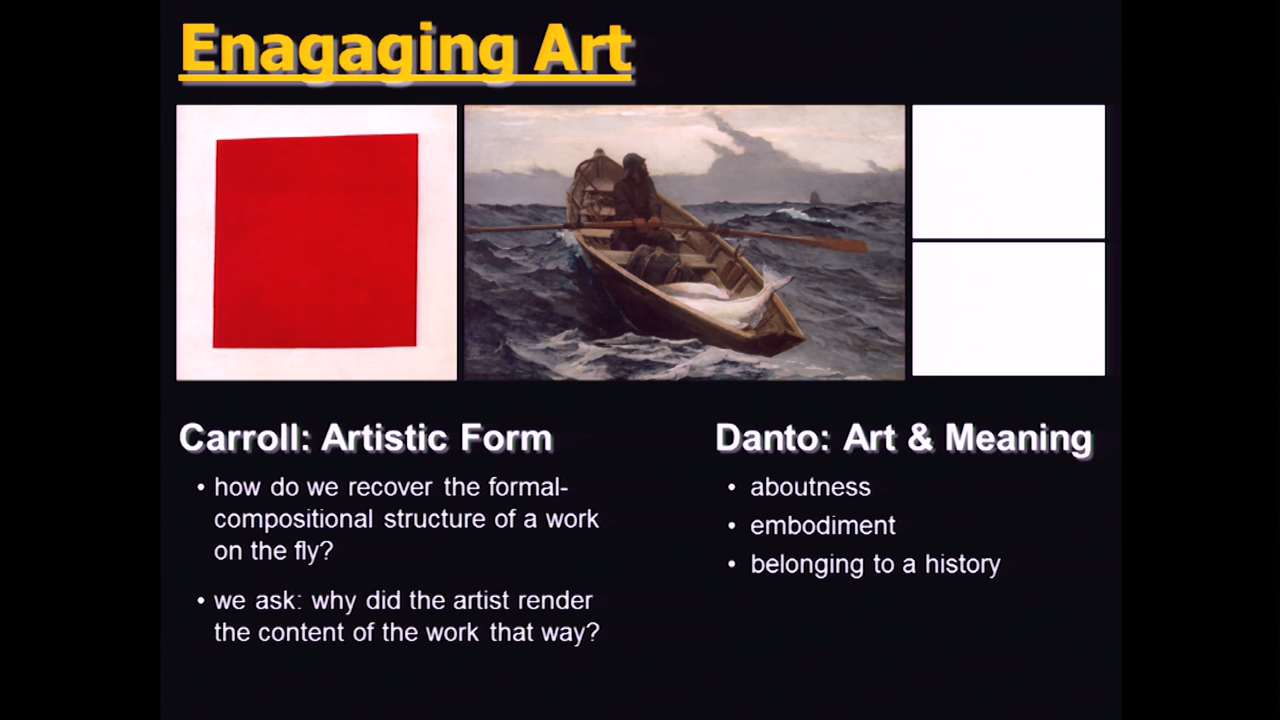 Enagaging Art
Carroll: Artistic Form
• how do we recover the formal-
compositional structure of a work
on the fly?
• we ask: why did the artist render
the content of the work that way?
Danto: Art & Meaning
• aboutness
• embodiment
• belonging to a history